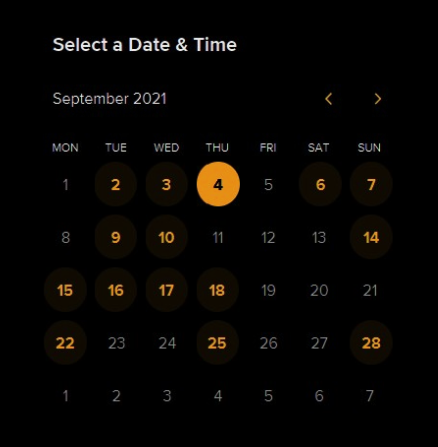 Select a Date & Time
September 2021
MON TUE WED THU FRI SAT SUN
1 2 3 4 5 6 7
8 9 10 11 12 13 14
15 16 17 18 19 20 21
22 23 24 25 26 27 28
1 2 3 4 5 6 7